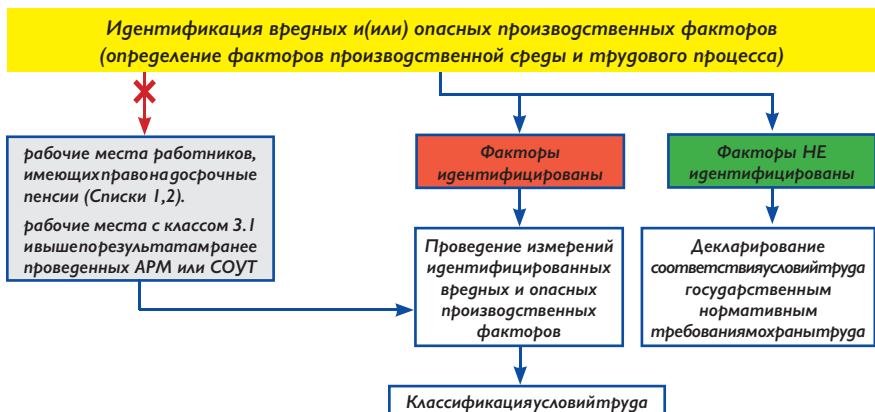 Идентификация вредных и(или) опасных производственных факторов
(определение факторов производственной среды и трудового процесса)
рабочие места работников,
имеющихправонадосрочные
пенсии (Списки 1,2).
рабочие места с классом 3.1
ивышепорезультатамранее
проведенных АРМ или СОУТ
Факторы
идентифицированы
Факторы НЕ
идентифицированы
Проведение измерений
идентифицированных
вредных и опасных
производственных
факторов
Декларирование
соответствияусловийтруда
государственным
нормативным
требованямохранытруда
Классификацияусловийтруда